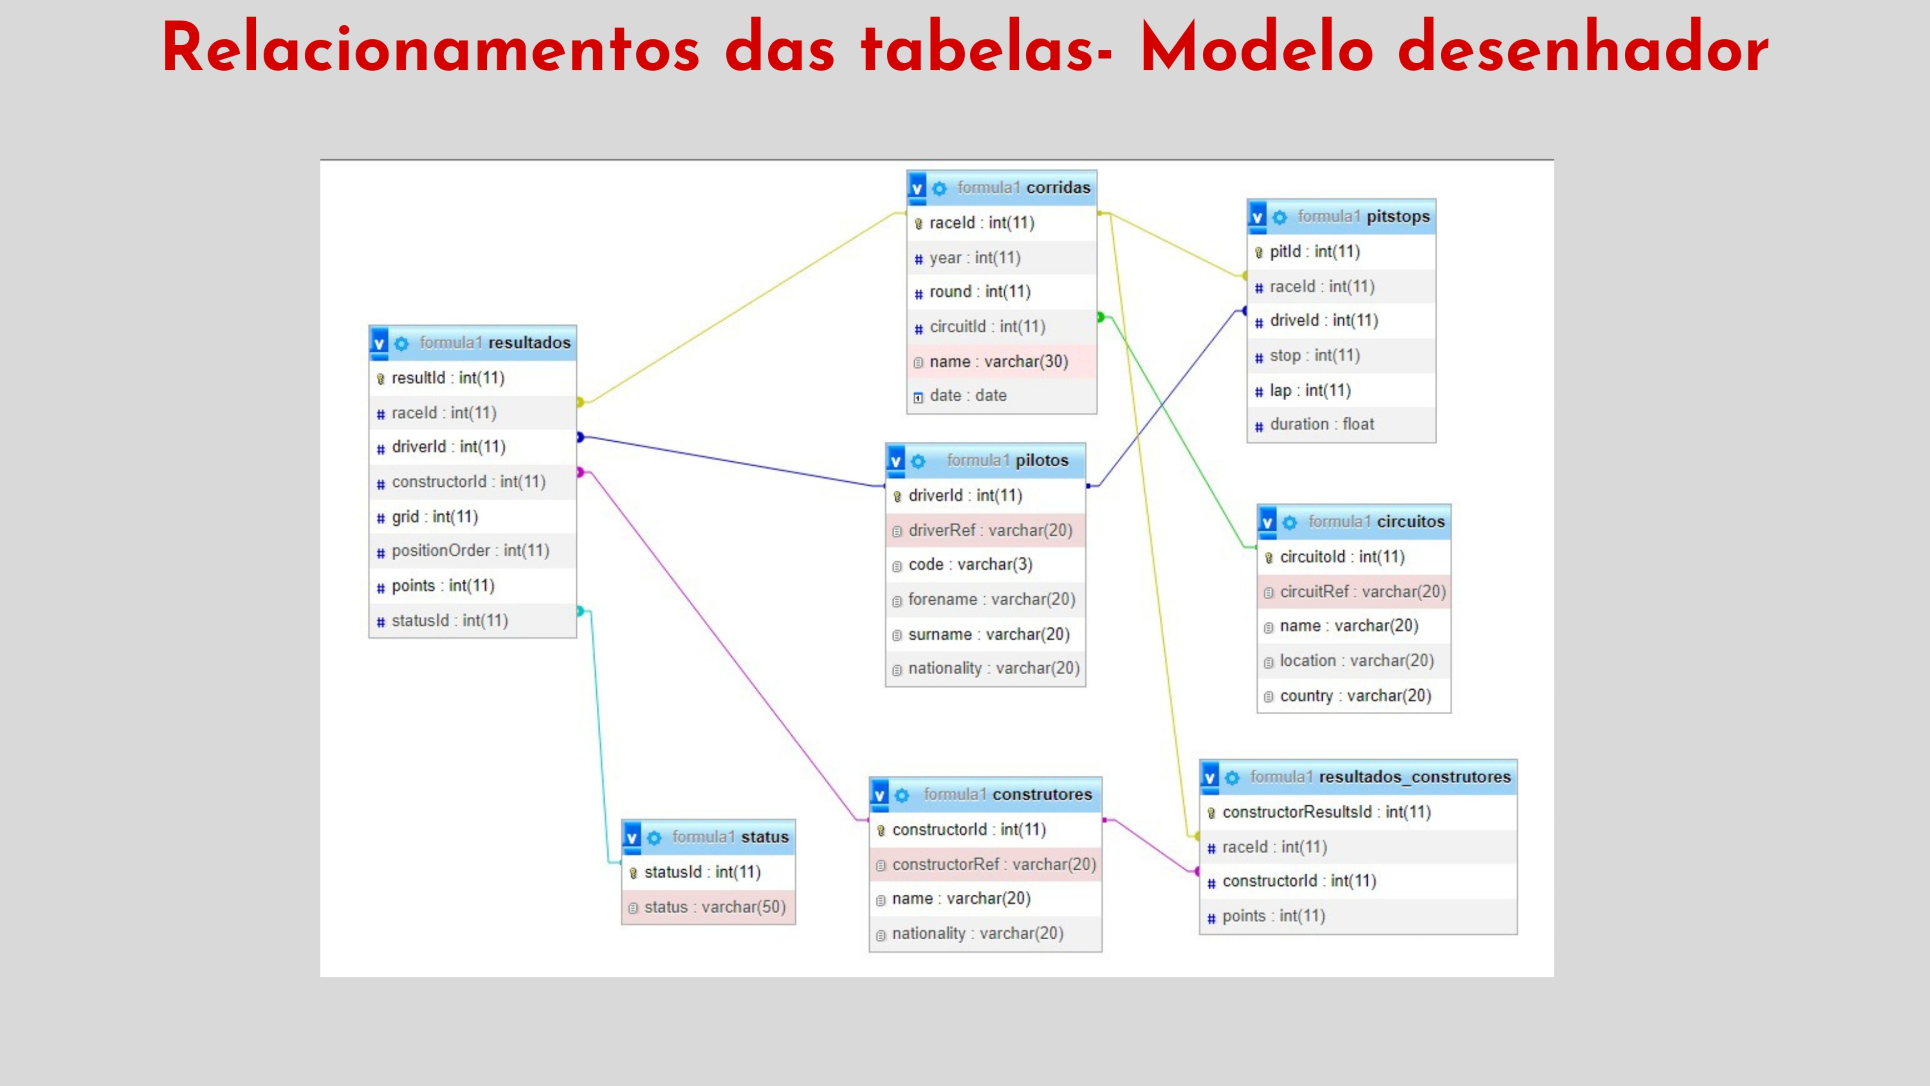 Relacionamentos das tabelas- Modelo desenhador
formula1 corridas
raceId : int(11)
year : int(11)
round : int(11)
circuitId : int(11)
name : varchar(30)
date : date
formula1 pitstops
pitId : int(11)
raceId : int(11)
driveId : int(11)
stop : int(11)
lap : int(11)
duration : float
formula1 resultados
resultId : int(11)
raceId : int(11)
driverId : int(11)
constructorId : int(11)
grid : int(11)
positionOrder : int(11)
points : int(11)
statusId : int(11)
formula1 pilotos
driverId : int(11)
driverRef : varchar(20)
code : varchar(3)
forename : varchar(20)
surname : varchar(20)
nationality : varchar(20)
formula1 circuitos
circuitoId : int(11)
circuitRef : varchar(20)
name : varchar(20)
location : varchar(20)
country : varchar(20)
formula1 status
statusId : int(11)
status : varchar(50)
formula1 construtores
constructorId : int(11)
constructorRef : varchar(20)
name : varchar(20)
nationality : varchar(20)
formula1 resultados_construtores
constructorResultsId : int(11)
raceId : int(11)
constructorId : int(11)
points : int(11)